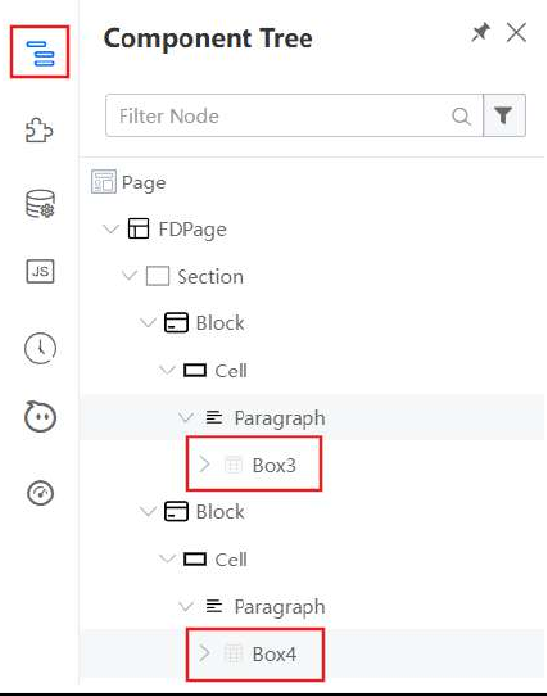 Component Tree
Filter Node
Page
FDPage
Section
Block
JS
Cell
Paragraph
Box3
Block
Cell
Paragraph
Box4